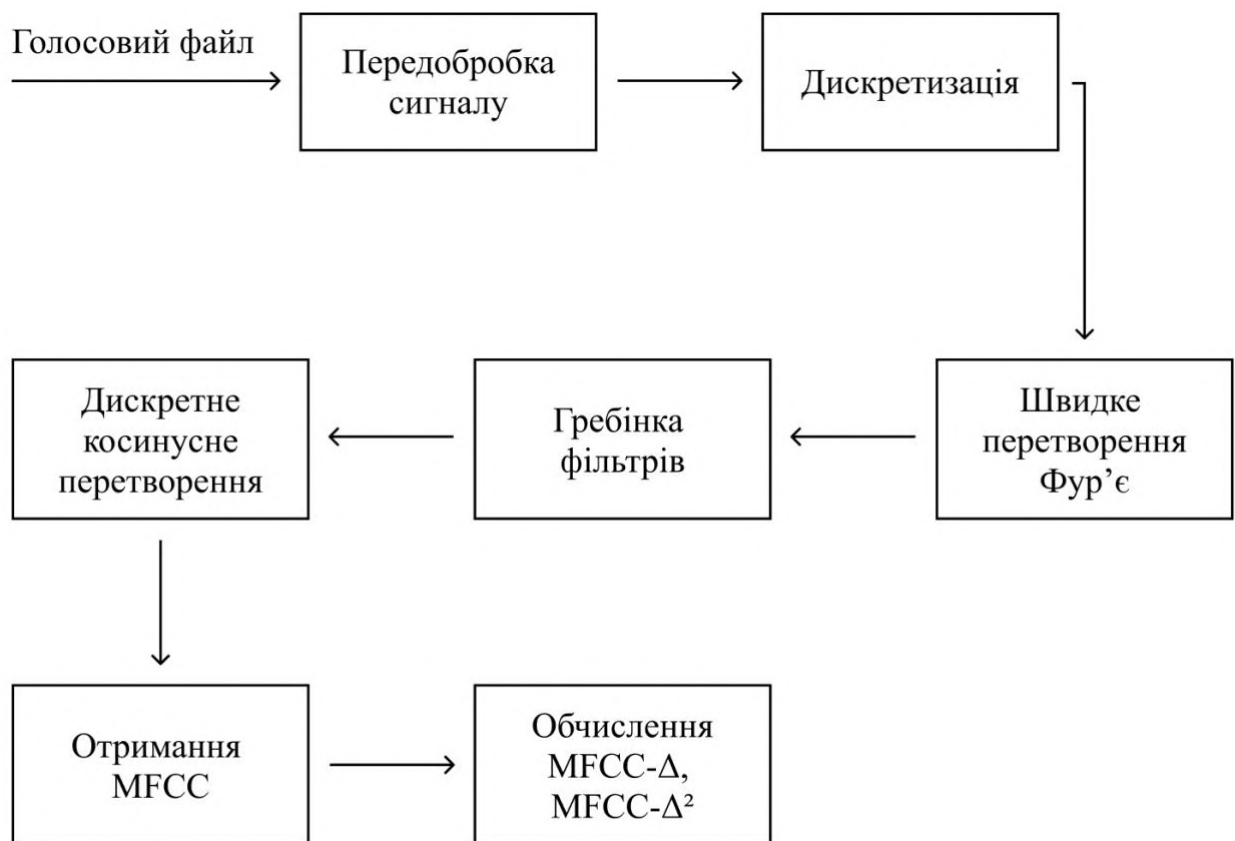 Голосовий файл
Передобробка
сигналу
Дискретизація
Швидке
перетворення
Фур’є
Гребінка
фільтрів
Дискретне
косинусне
перетворення
Отримання
MFCC
Обчислення
MFCC-Δ,
MFCC-Δ²